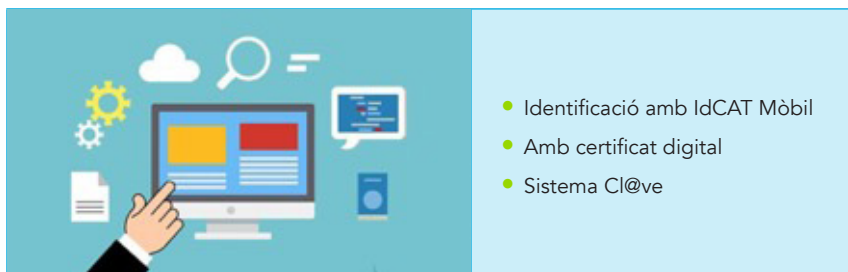 Identificació amb IdCAT Mòbil
Amb certificat digital
Sistema Cl@ve